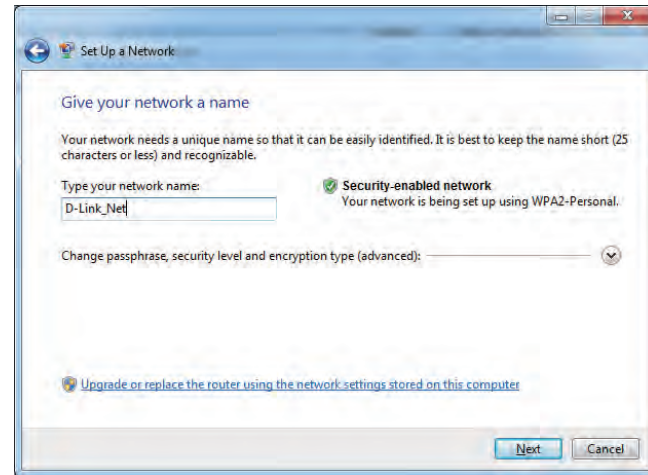 Set Up a Network
Give your network a name
Your network needs a unique name so that it can be easily identified. It is best to keep the name short (25
characters or less) and recognizable.
Type your network name:
D-Link_Net
Security-enabled network
Your network is being set up using WPA2-Personal.
Change passphrase, security level and encryption type (advanced):
Upgrade or replace the router using the network settings stored on this computer
Next Cancel